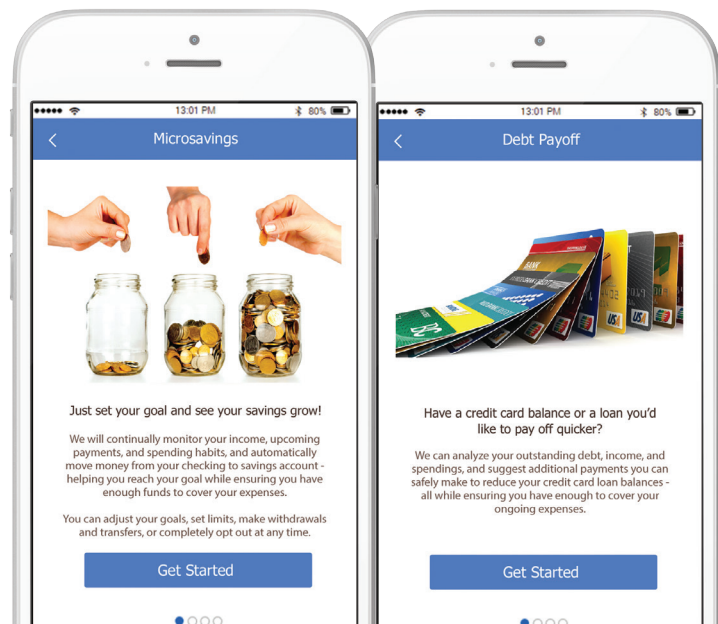 13:01 PM
80%
Microsavings
Just set your goal and see your savings grow!
We will continually monitor your income, upcoming
payments, and spending habits, and automatically
move money from your checking to savings account -
helping you reach your goal while ensuring you have
enough funds to cover your expenses.
You can adjust your goals, set limits, make withdrawals
and transfers, or completely opt out at any time.
Get Started
13:01 PM
80%
Debt Payoff
BANK
BC
USA
USA
Have a credit card balance or a loan you’d
like to pay off quicker?
We can analyze your outstanding debt, income, and
spendings, and suggest additional payments you can
safely make to reduce your credit card loan balances -
all while ensuring you have enough to cover your
ongoing expenses.
Get Started